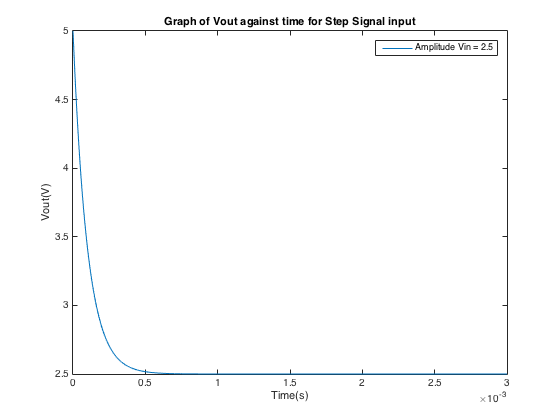 Graph of Vout against time for Step Signal input
Amplitude Vin = 2.5
5
4.5
4
3.5
3
2.5
Vout(V)
0 0.5 1 1.5 2 2.5 3
Time(s)
×10-3